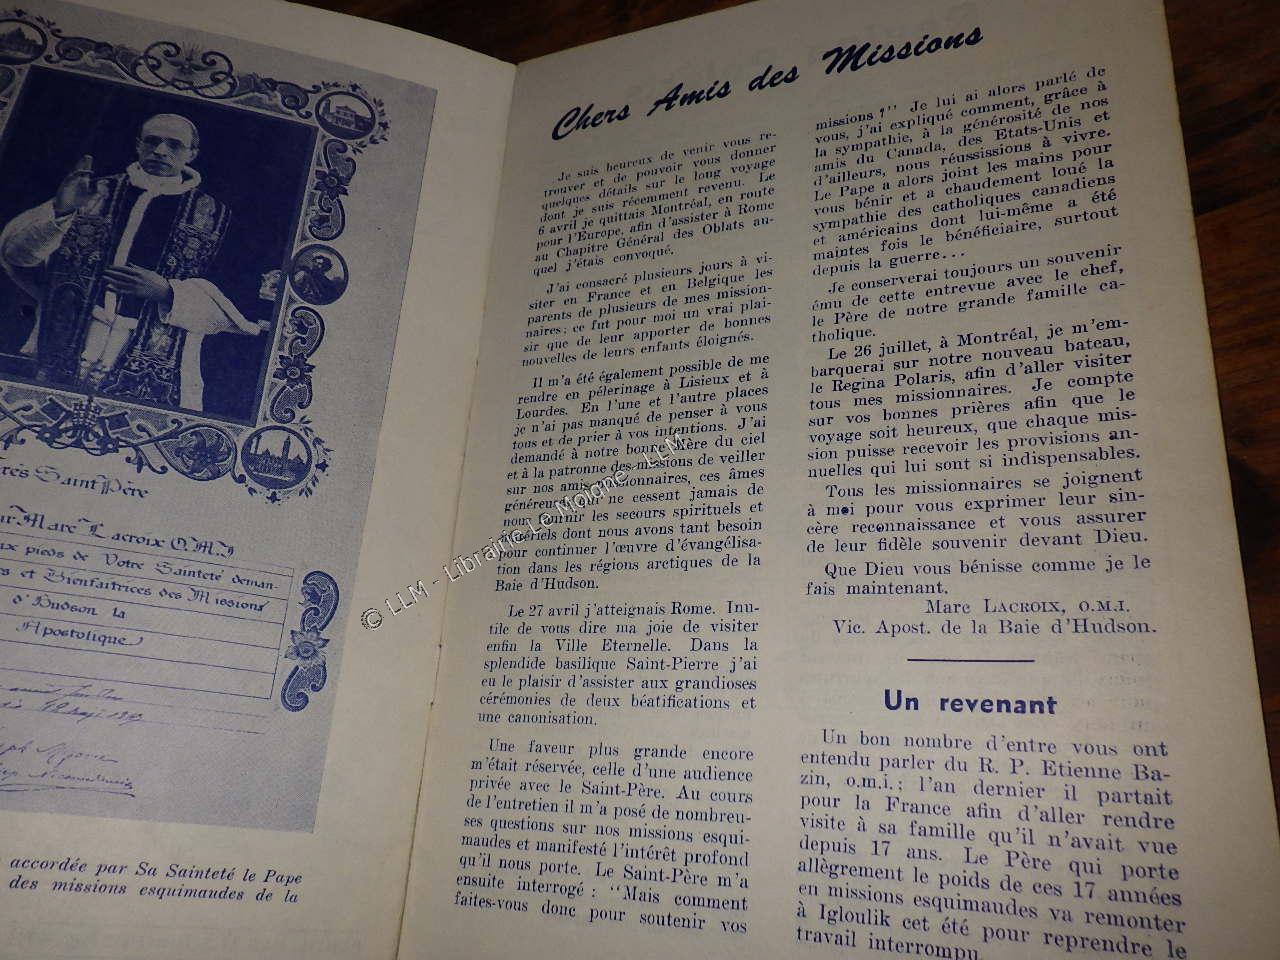 Très Saint Père
Marc Lacroix O.M.I
aux pieds de Votre Sainteté deman-
et Bienfaitrices des Missions
d'Hudson la
Apostolique
accordée par Sa Sainteté le Pape
des missions esquimaudes de la
Chers Amis des Missions
Je suis heureux de venir vous re-
trouver et de pouvoir vous donner
quelques détails sur le long voyage
dont je suis récemment revenu. Le
6 avril je quittais Montréal, en route
pour l'Europe, afin d'assister à Rome
au Chapitre Général des Oblats au-
quel j'étais convoqué.
J'ai consacré plusieurs jours à vi-
siter en France et en Belgique les
parents de plusieurs de mes mission-
naires; ce fut pour moi un vrai plai-
sir que de leur apporter de bonnes
nouvelles de leurs enfants éloignés.
Il m'a été également possible de me
rendre en pélerinage à Lisieux et à
Lourdes. En l'une et l'autre places
je n'ai pas manqué de penser à vous
tous et de prier à vos intentions. J'ai
demandé à notre bonne Mère du ciel
et à la patronne des missions de veiller
sur nos amis missionnaires, ces âmes
généreuses qui ne cessent jamais de
nous fournir les secours spirituels et
matériels dont nous avons tant besoin
pour continuer l'œuvre d'évangélisa-
tion dans les régions arctiques de la
Baie d'Hudson.
Le 27 avril j'atteignais Rome. Inu-
tile de vous dire ma joie de visiter
enfin la Ville Eternelle. Dans la
splendide basilique Saint-Pierre j'ai
eu le plaisir d'assister aux grandioses
cérémonies de deux béatifications et
une canonisation.
Une faveur plus grande encore
m'était réservée, celle d'une audience
privée avec le Saint-Père. Au cours
de l'entretien il m'a posé de nombreu-
ses questions sur nos missions esqui-
maudes et manifesté l'intérêt profond
qu'il nous porte. Le Saint-Père m'a
ensuite interrogé : "Mais comment
faites-vous donc pour soutenir vos
missions ?" Je lui ai alors parlé de
vous, j'ai expliqué comment, grâce à
la sympathie, à la générosité de nos
amis du Canada, des Etats-Unis et
d'ailleurs, nous réussissions à vivre.
Le Pape a alors joint les mains pour
vous bénir et a chaudement loué la
sympathie des catholiques canadiens
et américains dont lui-même a été
maintes fois le bénéficiaire, surtout
depuis la guerre...
Je conserverai toujours un souvenir
ému de cette entrevue avec le chef,
le Père de notre grande famille ca-
tholique.
Le 26 juillet, à Montréal, je m'em-
barquerai sur notre nouveau bateau,
le Regina Polaris, afin d'aller visiter
tous mes missionnaires. Je compte
sur vos bonnes prières afin que le
voyage soit heureux, que chaque mis-
sion puisse recevoir les provisions an-
nuelles qui lui sont si indispensables.
Tous les missionnaires se joignent
à moi pour vous exprimer leur sin-
cère reconnaissance et vous assurer
de leur fidèle souvenir devant Dieu.
Que Dieu vous bénisse comme je le
fais maintenant.
Marc LACROIX, O.M.I.
Vic. Apost. de la Baie d'Hudson.
Un revenant
Un bon nombre d'entre vous ont
entendu parler du R. P. Etienne Ba-
zin, o.m.i.; l'an dernier il partait
pour la France afin d'aller rendre
visite à sa famille qu'il n'avait vue
depuis 17 ans. Le Père qui porte
allègrement le poids de ces 17 années
en missions esquimaudes va remonter
à Igloulik cet été pour reprendre le
travail interrompu.
© LLM - Librairie Le Moigne - LLM